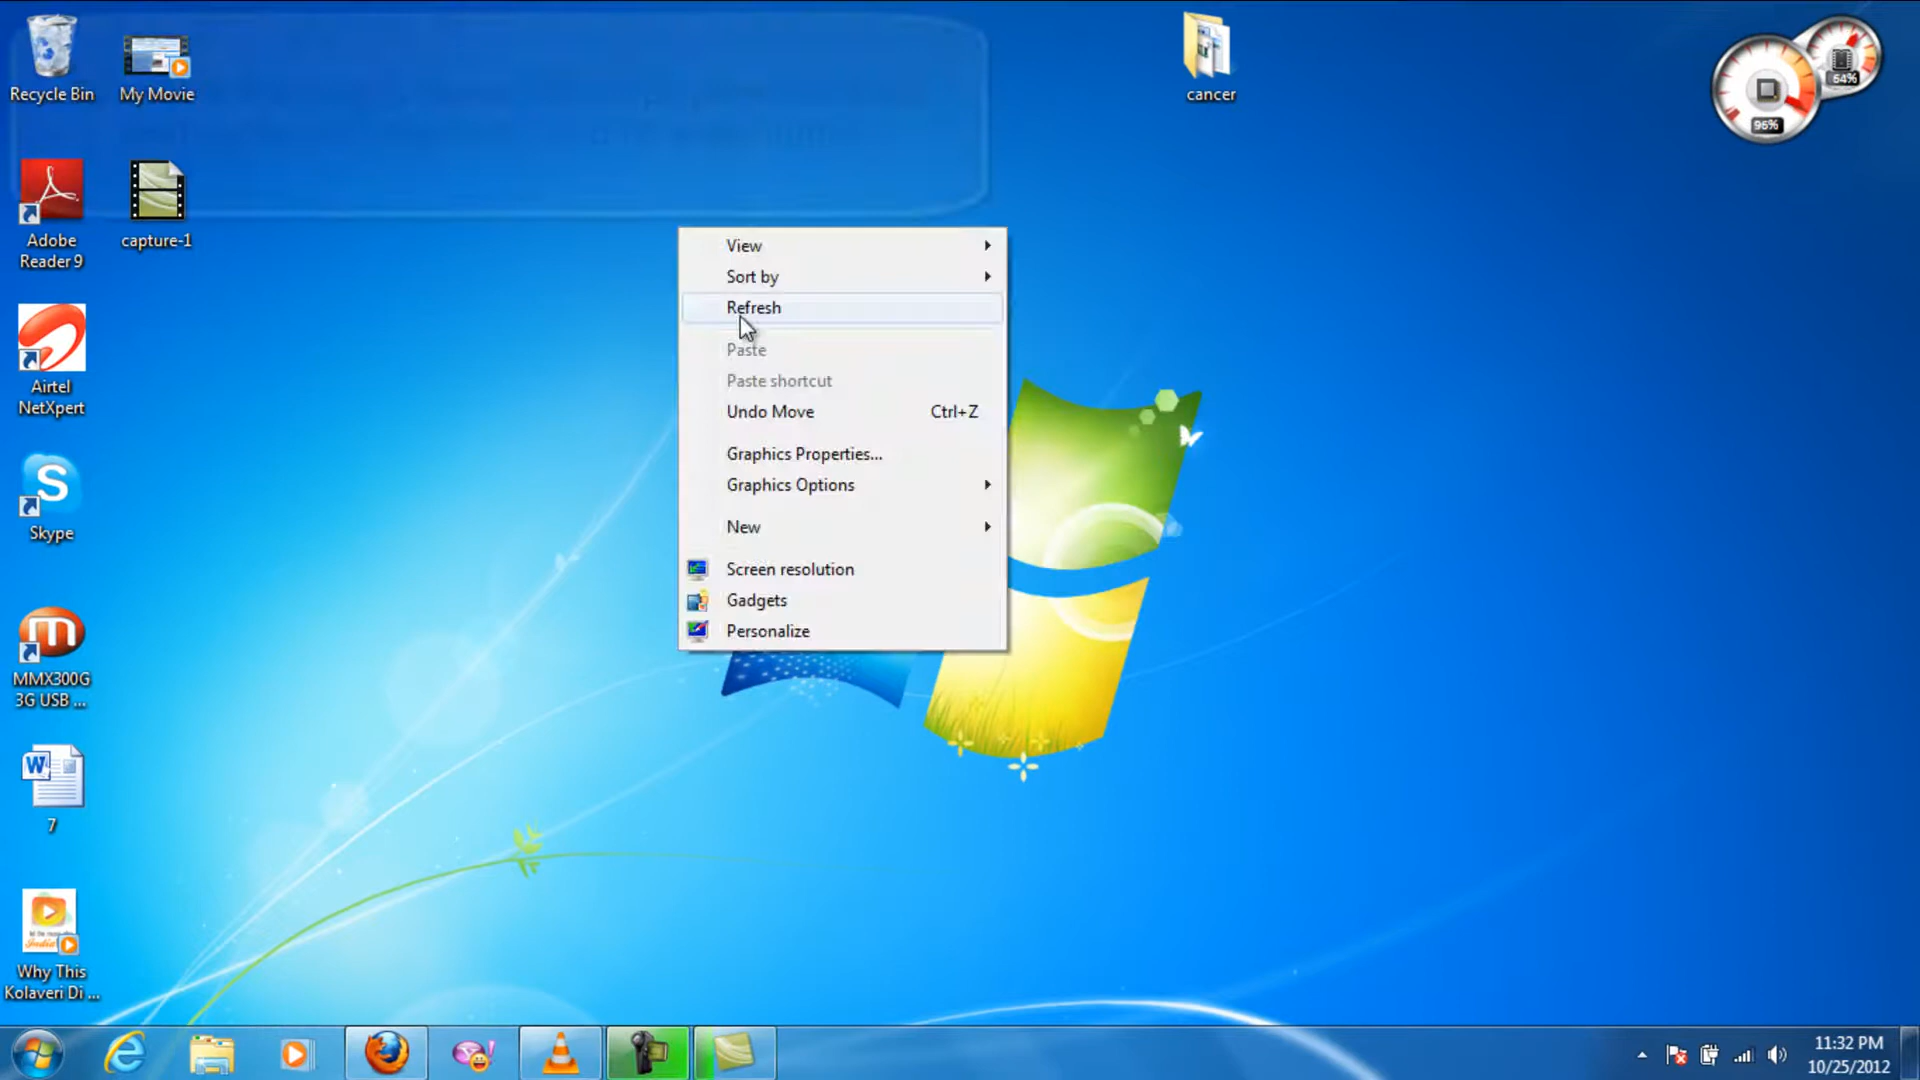 Recycle Bin
My Movie
cancer
96%
54%
Adobe
Reader 9
capture-1
View
Sort by
Refresh
Paste
Paste shortcut
Undo Move Ctrl+Z
Graphics Properties...
Graphics Options
New
Screen resolution
Gadgets
Personalize
Airtel
NetXpert
Skype
MMX300G
3G USB ...
7
Why This
Kolaveri Di ...
11:32 PM
10/25/2012